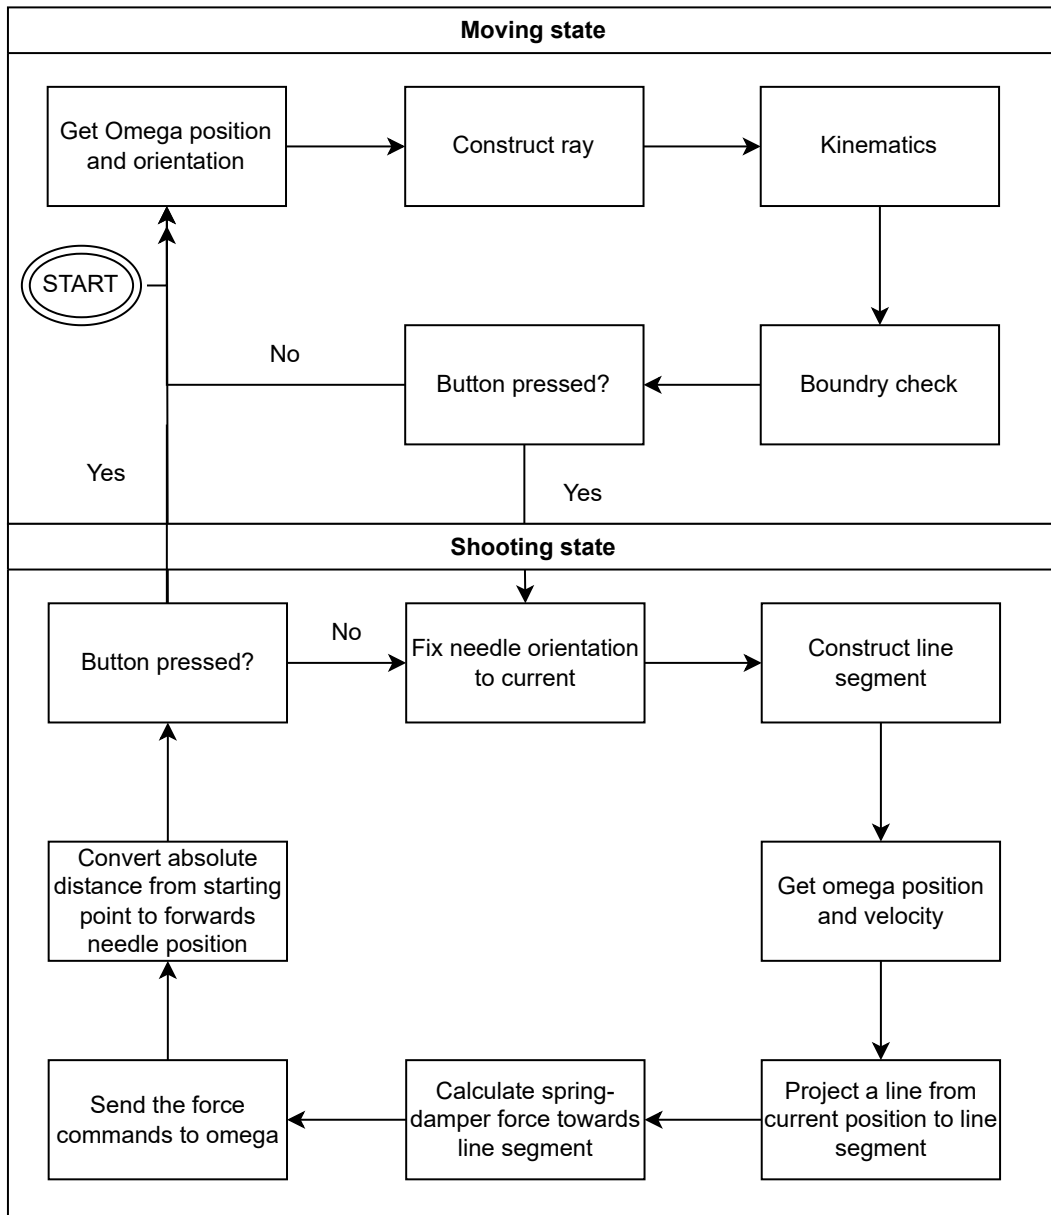 Moving state
Get Omega position
and orientation
Construct ray
Kinematics
START
No
Button pressed?
Boundry check
Yes
Yes
Shooting state
Button pressed?
No
Fix needle orientation
to current
Construct line
segment
Convert absolute
distance from starting
point to forwards
needle position
Get omega position
and velocity
Send the force
commands to omega
Calculate spring-
damper force towards
line segment
Project a line from
current position to line
segment